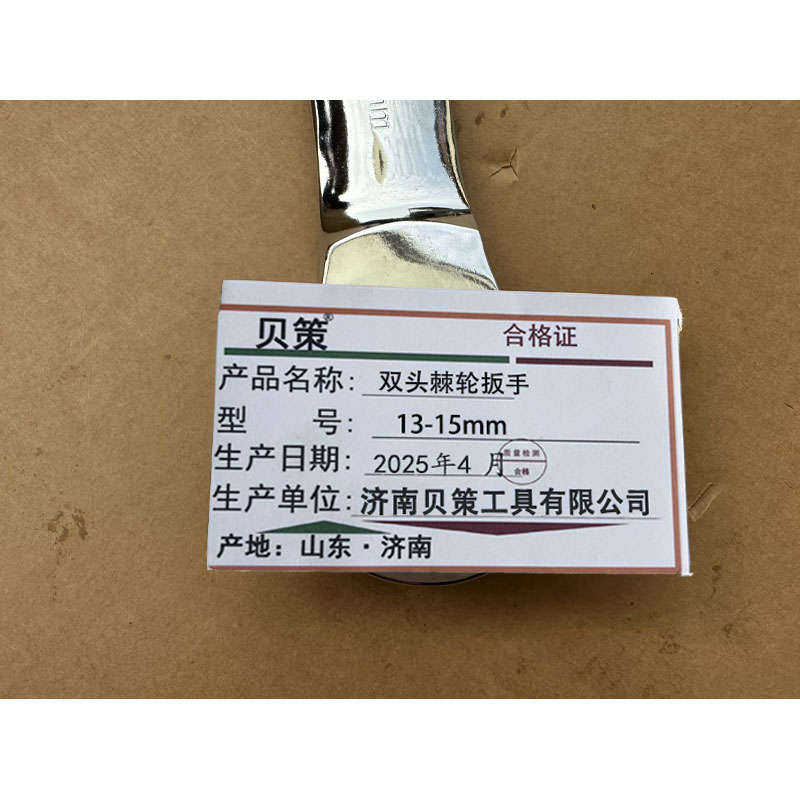 mm
贝策®
合格证
产品名称: 双头棘轮扳手
型 号: 13-15mm
生产日期: 2025年4 月
质量检测
合格
生产单位: 济南贝策工具有限公司
产地：山东·济南